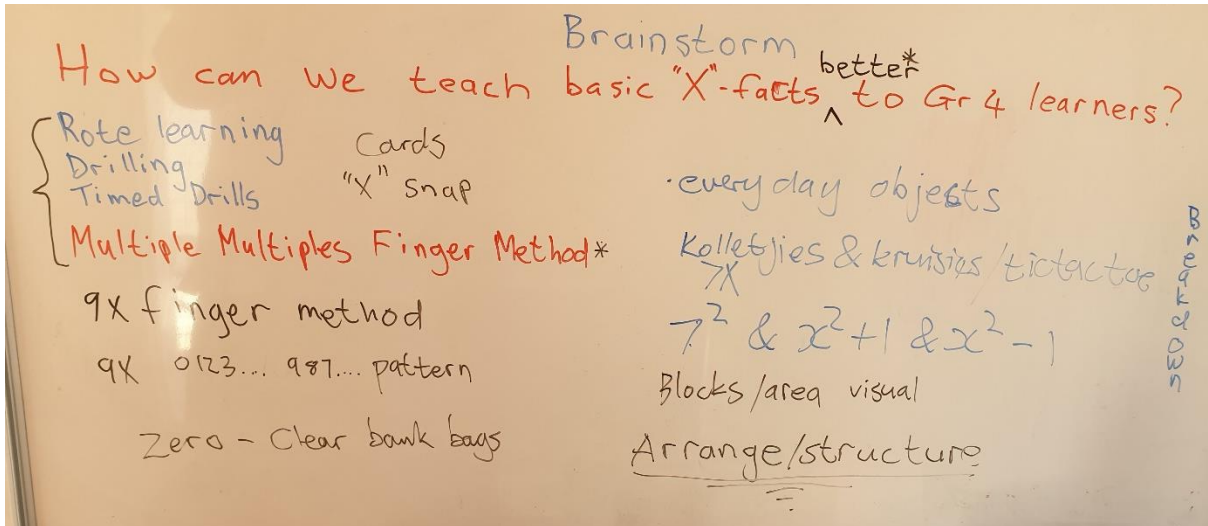 Brainstorm
How can we teach basic "X"-facts better* to Gr 4 learners?
^
Rote learning
Drilling
Timed Drills
Multiple Multiples Finger Method*
Cards
"X" Snap
9X finger method
9X 0123... 987.... pattern
Zero - Clear bank bags
·everyday objects
Kolletjies & kruisies/tictactoe
7X
7² & x²+1 & x²-1
Blocks/area visual
Arrange/structure
Breakdown